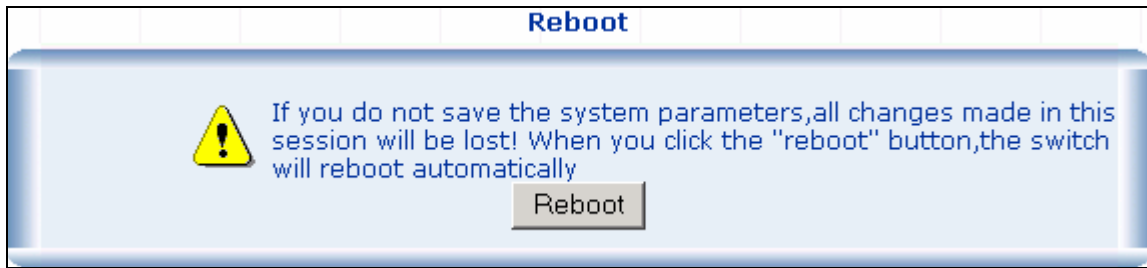 Reboot
If you do not save the system parameters,all changes made in this
session will be lost! When you click the "reboot" button,the switch
will reboot automatically
Reboot